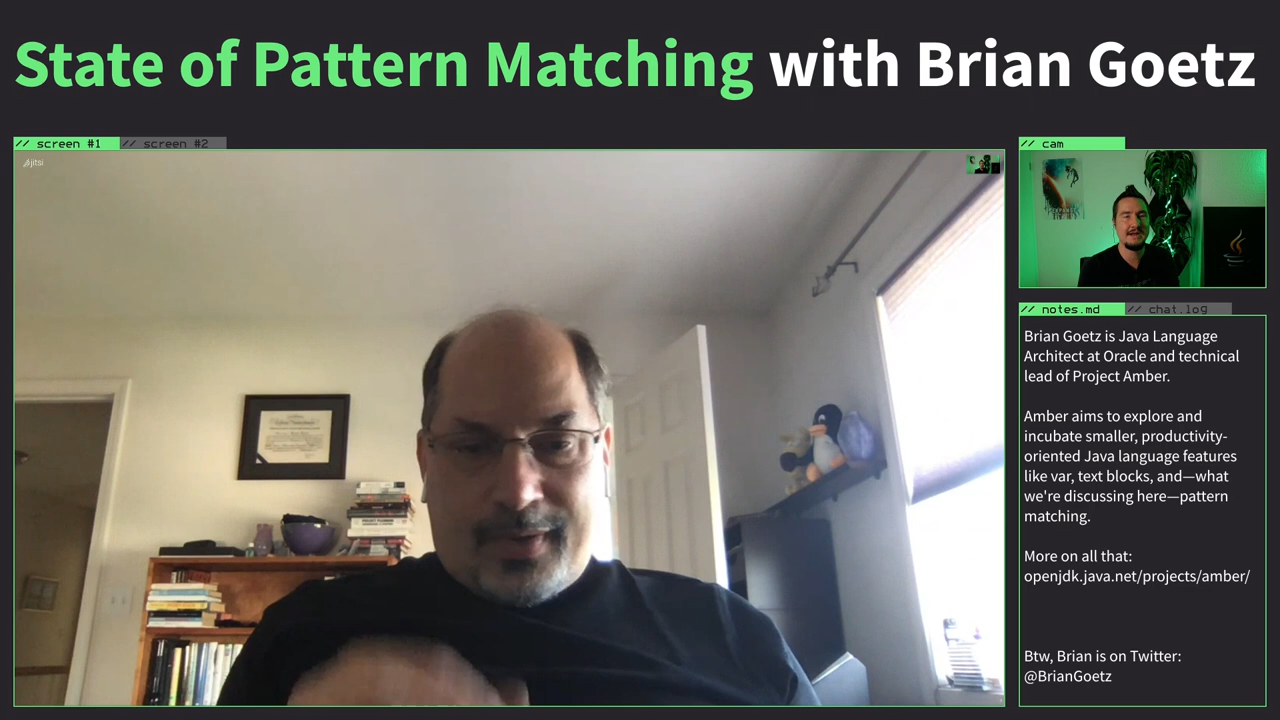 State of Pattern Matching with Brian Goetz
// screen #1 // screen #2
jitsi
// cam
// notes.md // chat.log
Brian Goetz is Java Language
Architect at Oracle and technical
lead of Project Amber.
Amber aims to explore and
incubate smaller, productivity-
oriented Java language features
like var, text blocks, and—what
we're discussing here—pattern
matching.
More on all that:
openjdk.java.net/projects/amber/
Btw, Brian is on Twitter:
@BrianGoetz